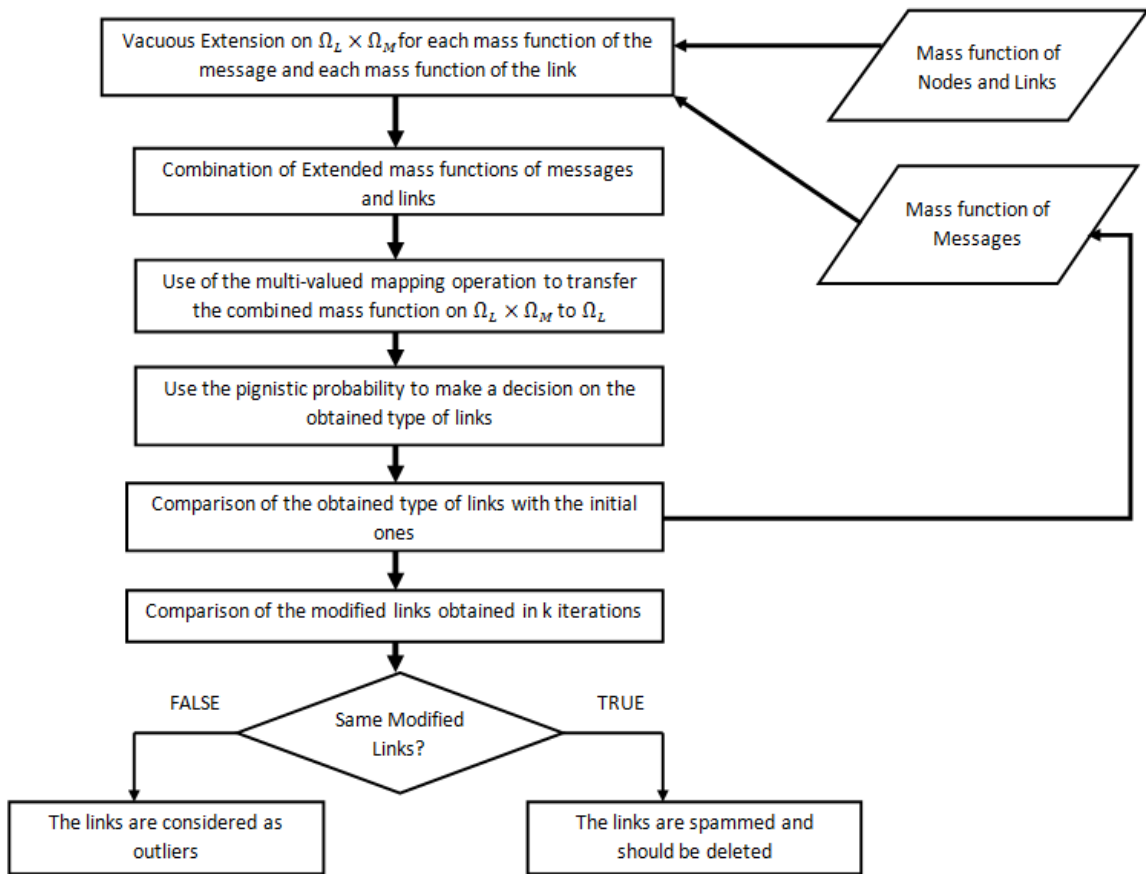 Vacuous Extension on Ω_L × Ω_M for each mass function of the
message and each mass function of the link
Mass function of
Nodes and Links
Combination of Extended mass functions of messages
and links
Mass function of
Messages
Use of the multi-valued mapping operation to transfer
the combined mass function on Ω_L × Ω_M to Ω_L
Use the pignistic probability to make a decision on the
obtained type of links
Comparison of the obtained type of links with the initial
ones
Comparison of the modified links obtained in k iterations
FALSE
TRUE
Same Modified
Links?
The links are considered as
outliers
The links are spammed and
should be deleted